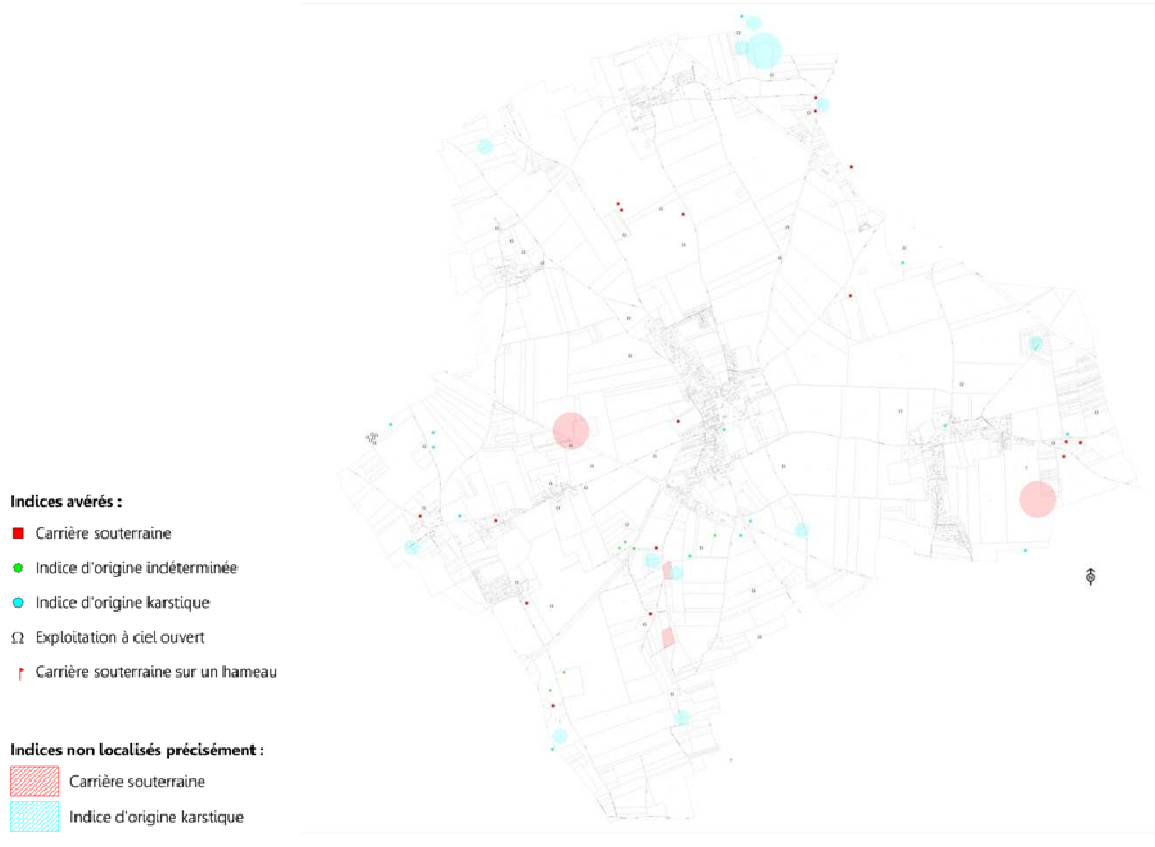 Indices avérés :
Carrière souterraine
Indice d'origine indéterminée
Indice d'origine karstique
Ω Exploitation à ciel ouvert
Carrière souterraine sur un hameau
Indices non localisés précisément :
Carrière souterraine
Indice d'origine karstique